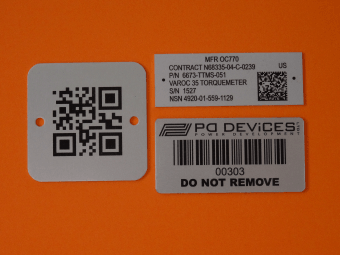 MFR OC770
CONTRACT N68335-04-C-0239
US
P/N 6673-TTMS-051
VAROC 35 TORQUEMETER
S/N 1527
NSN 4920-01-559-1129
PD DEViCES
POWER DEVELOPMENT
00303
DO NOT REMOVE